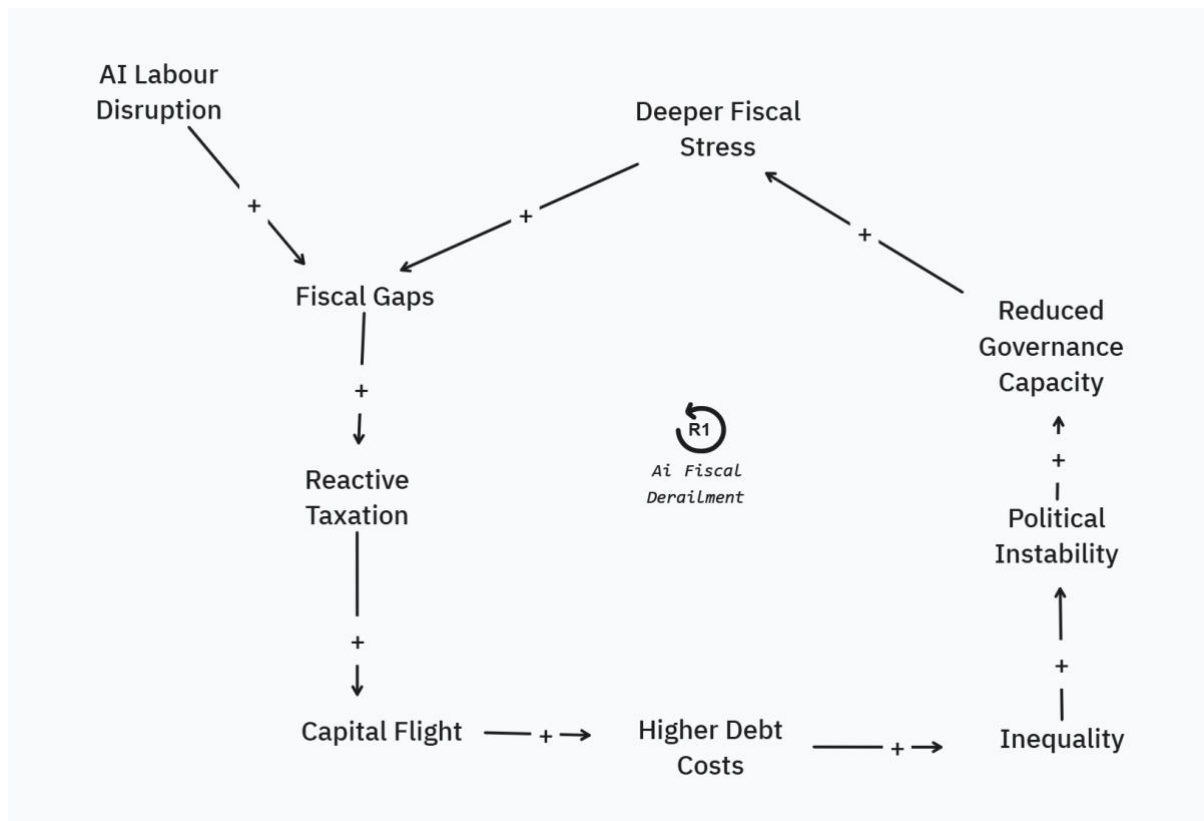 AI Labour
Disruption
Deeper Fiscal
Stress
+
+
+
Fiscal Gaps
Reduced
Governance
Capacity
+
R1
Ai Fiscal
Derailment
+
Reactive
Taxation
Political
Instability
+
+
Capital Flight
+
Higher Debt
Costs
+
Inequality